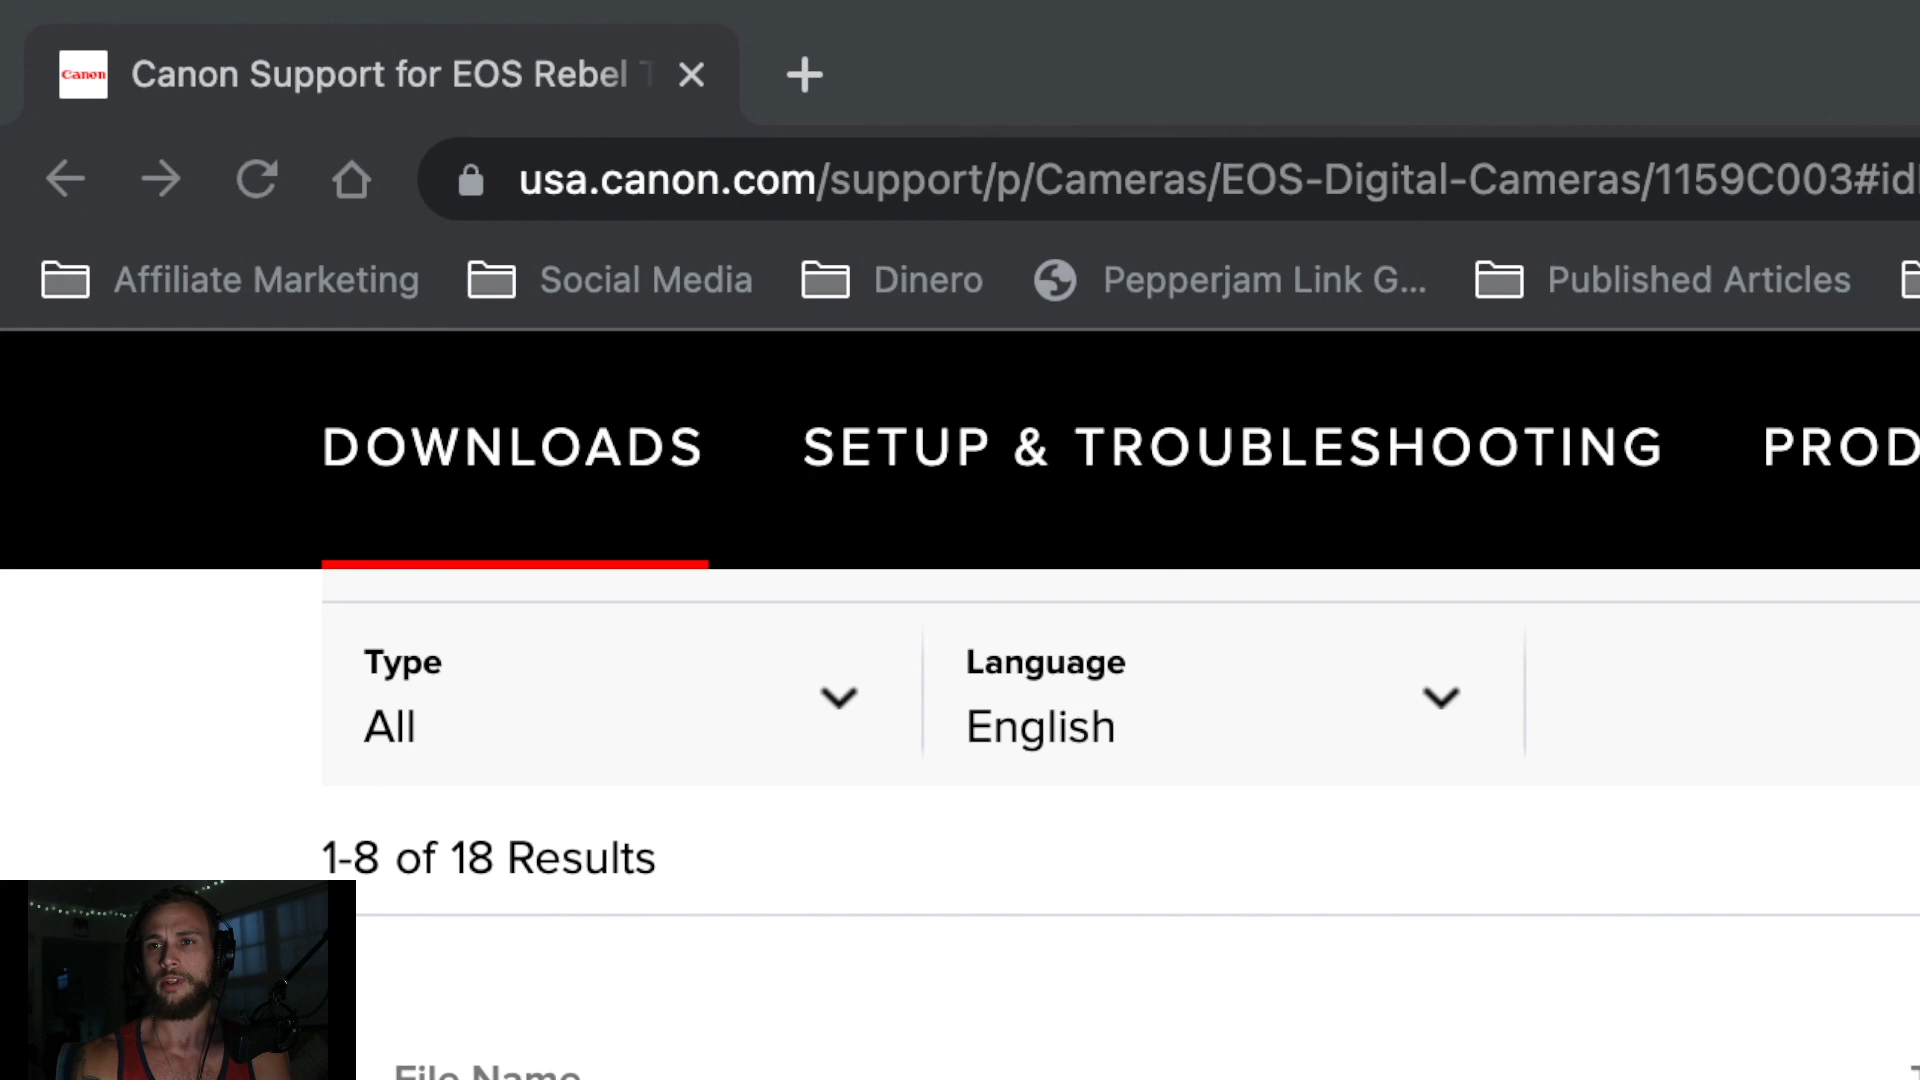 Canon
Canon Support for EOS Rebel
usa.canon.com/support/p/Cameras/EOS-Digital-Cameras/1159C003#id
Affiliate Marketing
Social Media
Dinero
Pepperjam Link G...
Published Articles
DOWNLOADS
SETUP & TROUBLESHOOTING
PROD
Type
All
Language
English
1-8 of 18 Results
File Name